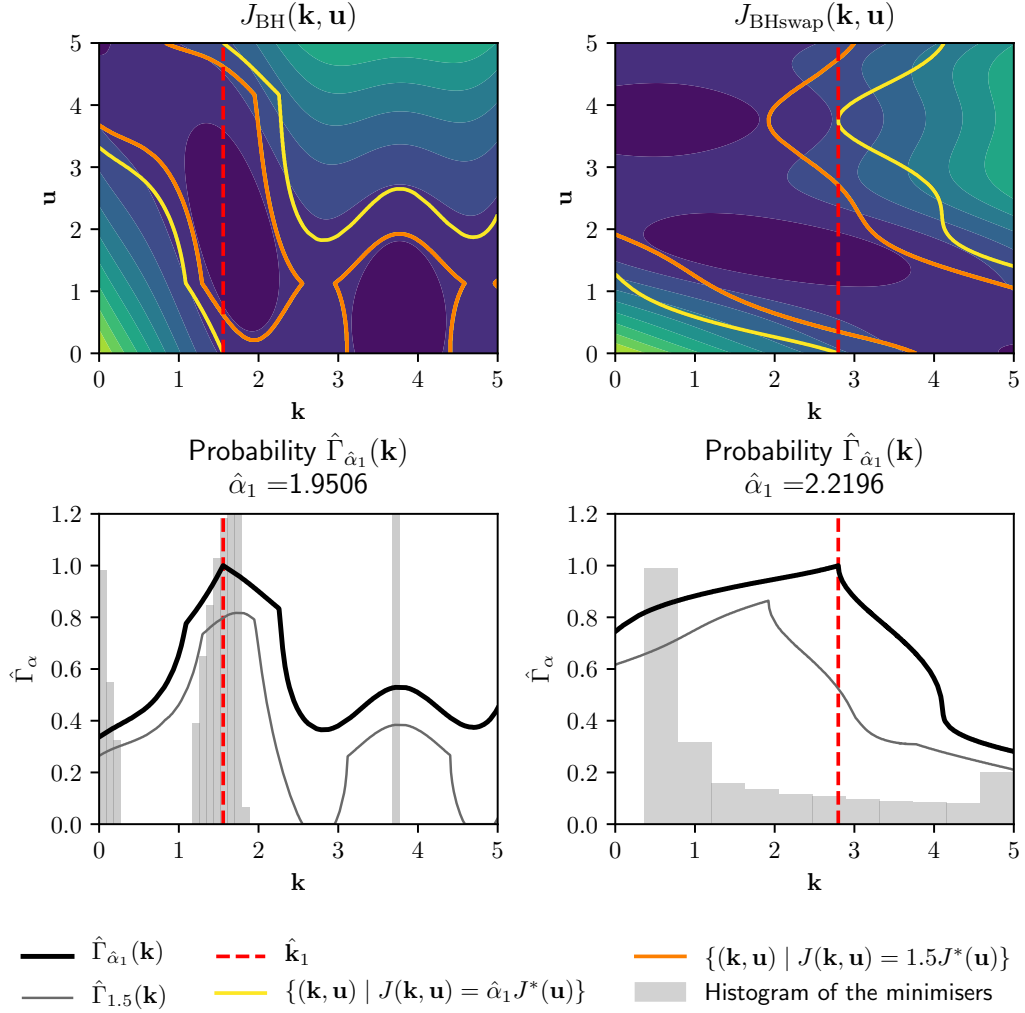 J_BH(k, u)
J_BHswap(k, u)
5
4
3
2
1
0
u
0 1 2 3 4 5
k
5
4
3
2
1
0
u
0 1 2 3 4 5
k
Probability Γ̂_α̂₁(k)
α̂₁ =1.9506
Probability Γ̂_α̂₁(k)
α̂₁ =2.2196
1.2
1.0
0.8
0.6
0.4
0.2
0.0
Γ̂_α
0 1 2 3 4 5
k
1.2
1.0
0.8
0.6
0.4
0.2
0.0
Γ̂_α
0 1 2 3 4 5
k
Γ̂_α̂₁(k)
Γ̂_1.5(k)
k̂₁
{(k, u) | J(k, u) = α̂₁J*(u)}
{(k, u) | J(k, u) = 1.5J*(u)}
Histogram of the minimisers